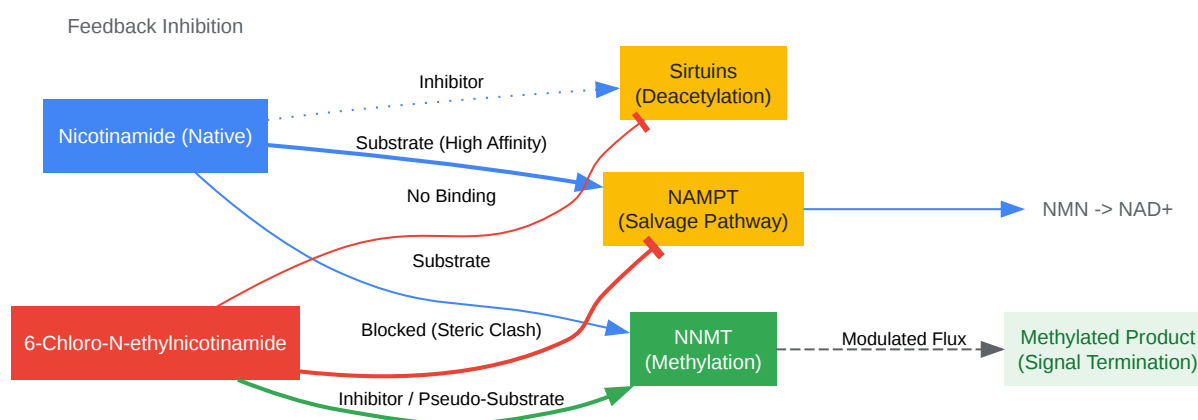 Feedback Inhibition
Inhibitor
Sirtuins
(Deacetylation)
Nicotinamide (Native)
Substrate (High Affinity)
No Binding
NAMPT
(Salvage Pathway)
NMN -> NAD+
Substrate
6-Chloro-N-ethylnicotinamide
Blocked (Steric Clash)
NNMT
(Methylation)
Modulated Flux
Methylated Product
(Signal Termination)
Inhibitor / Pseudo-Substrate